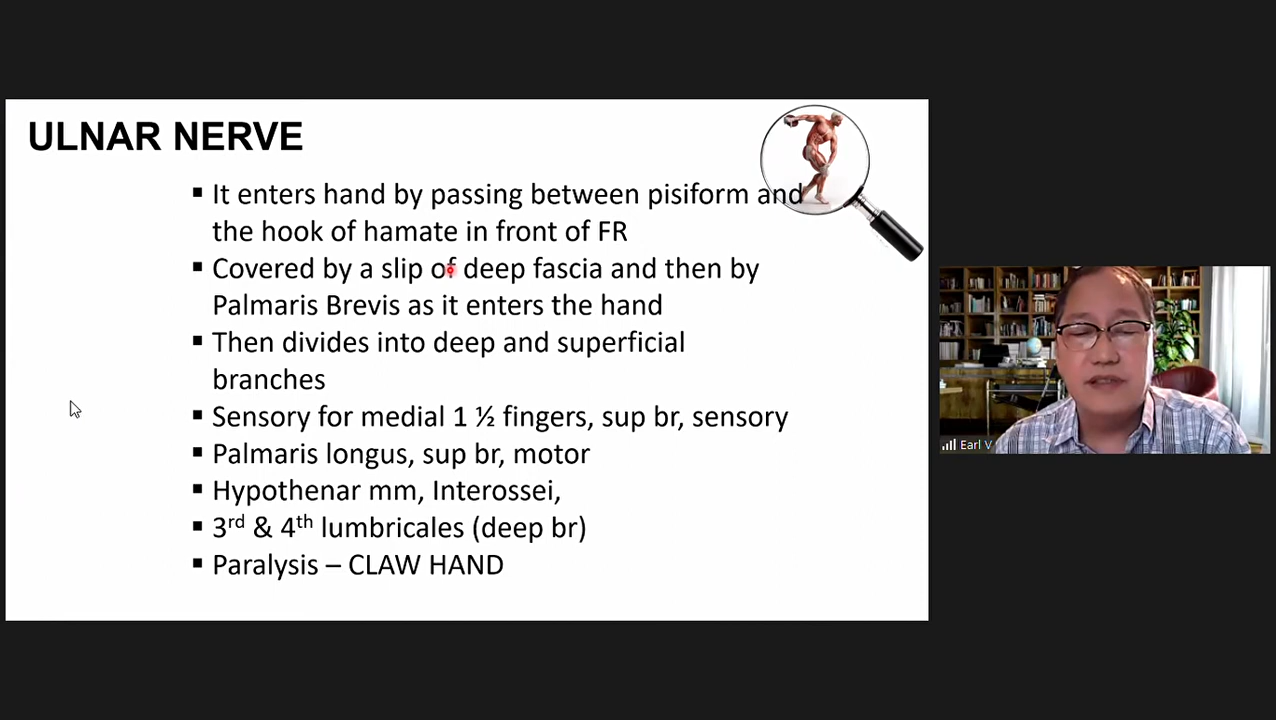 ULNAR NERVE
▪ It enters hand by passing between pisiform and
the hook of hamate in front of FR
▪ Covered by a slip of deep fascia and then by
Palmaris Brevis as it enters the hand
▪ Then divides into deep and superficial
branches
▪ Sensory for medial 1 ½ fingers, sup br, sensory
▪ Palmaris longus, sup br, motor
▪ Hypothenar mm, Interossei,
▪ 3rd & 4th lumbricales (deep br)
▪ Paralysis – CLAW HAND
Earl V